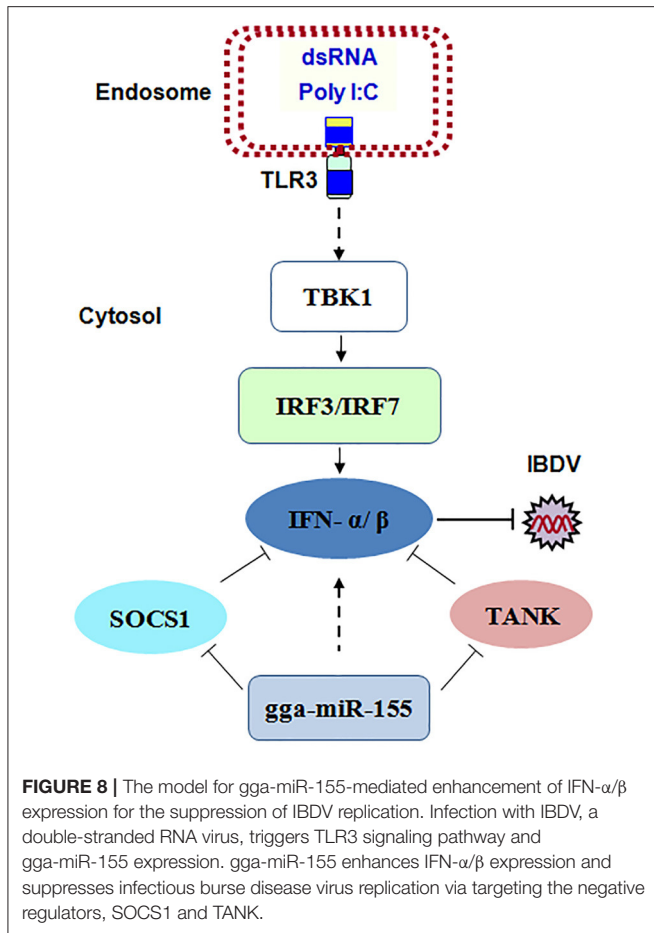 dsRNA
Endosome
Poly I:C
TLR3
TBK1
Cytosol
IRF3/IRF7
IBDV
IFN- α/ β
SOCS1
TANK
gga-miR-155
FIGURE 8 | The model for gga-miR-155-mediated enhancement of IFN-α/β
expression for the suppression of IBDV replication. Infection with IBDV, a
double-stranded RNA virus, triggers TLR3 signaling pathway and
gga-miR-155 expression. gga-miR-155 enhances IFN-α/β expression and
suppresses infectious burse disease virus replication via targeting the negative
regulators, SOCS1 and TANK.